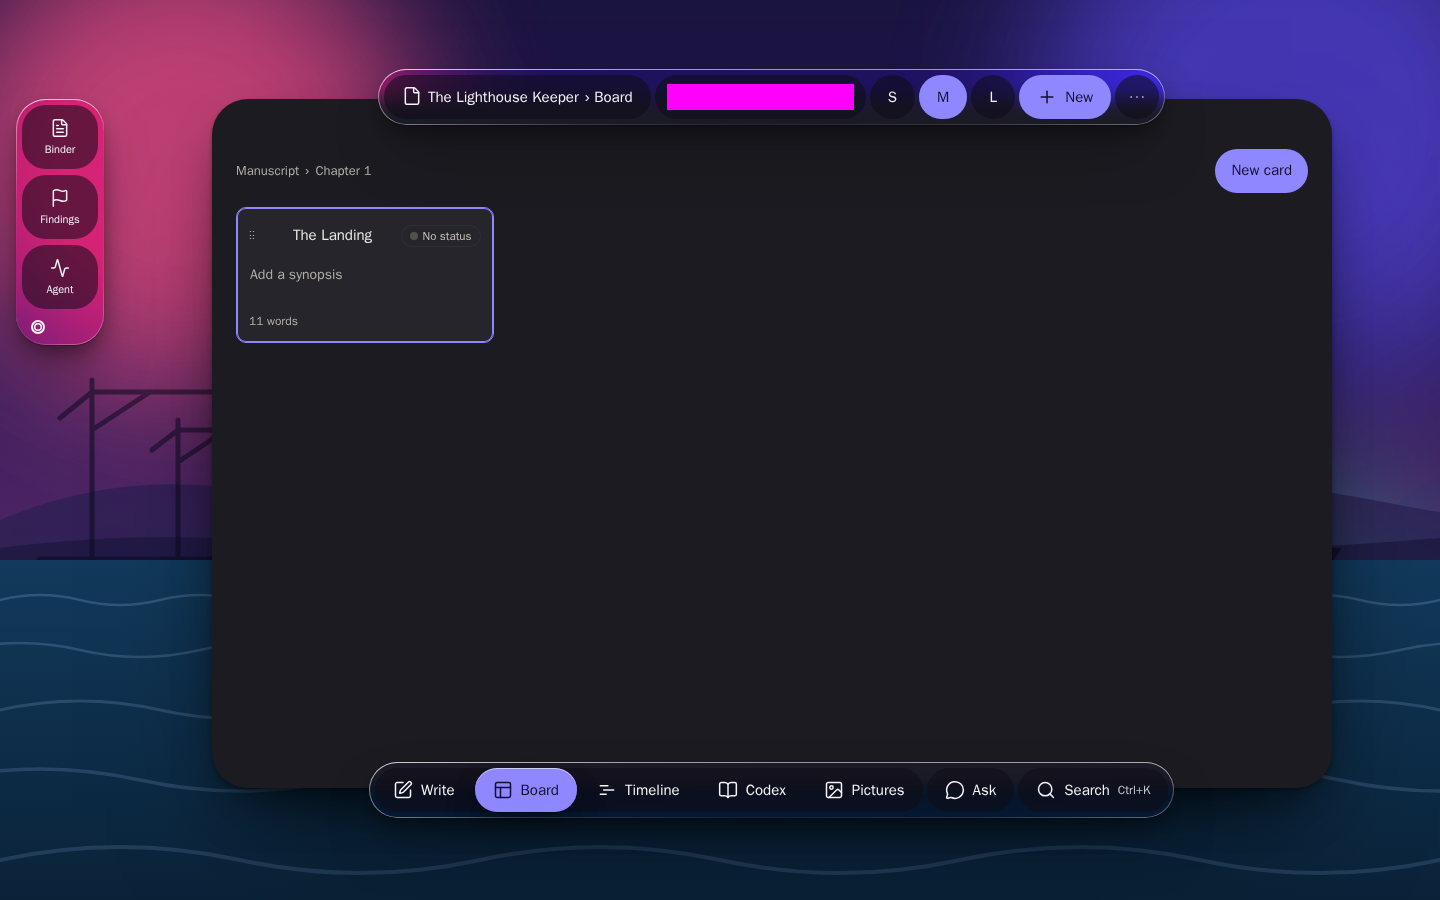 The Lighthouse Keeper › Board
S
M
L
New
Binder
Findings
Agent
Manuscript › Chapter 1
New card
The Landing
No status
Add a synopsis
11 words
Write
Board
Timeline
Codex
Pictures
Ask
Search Ctrl+K